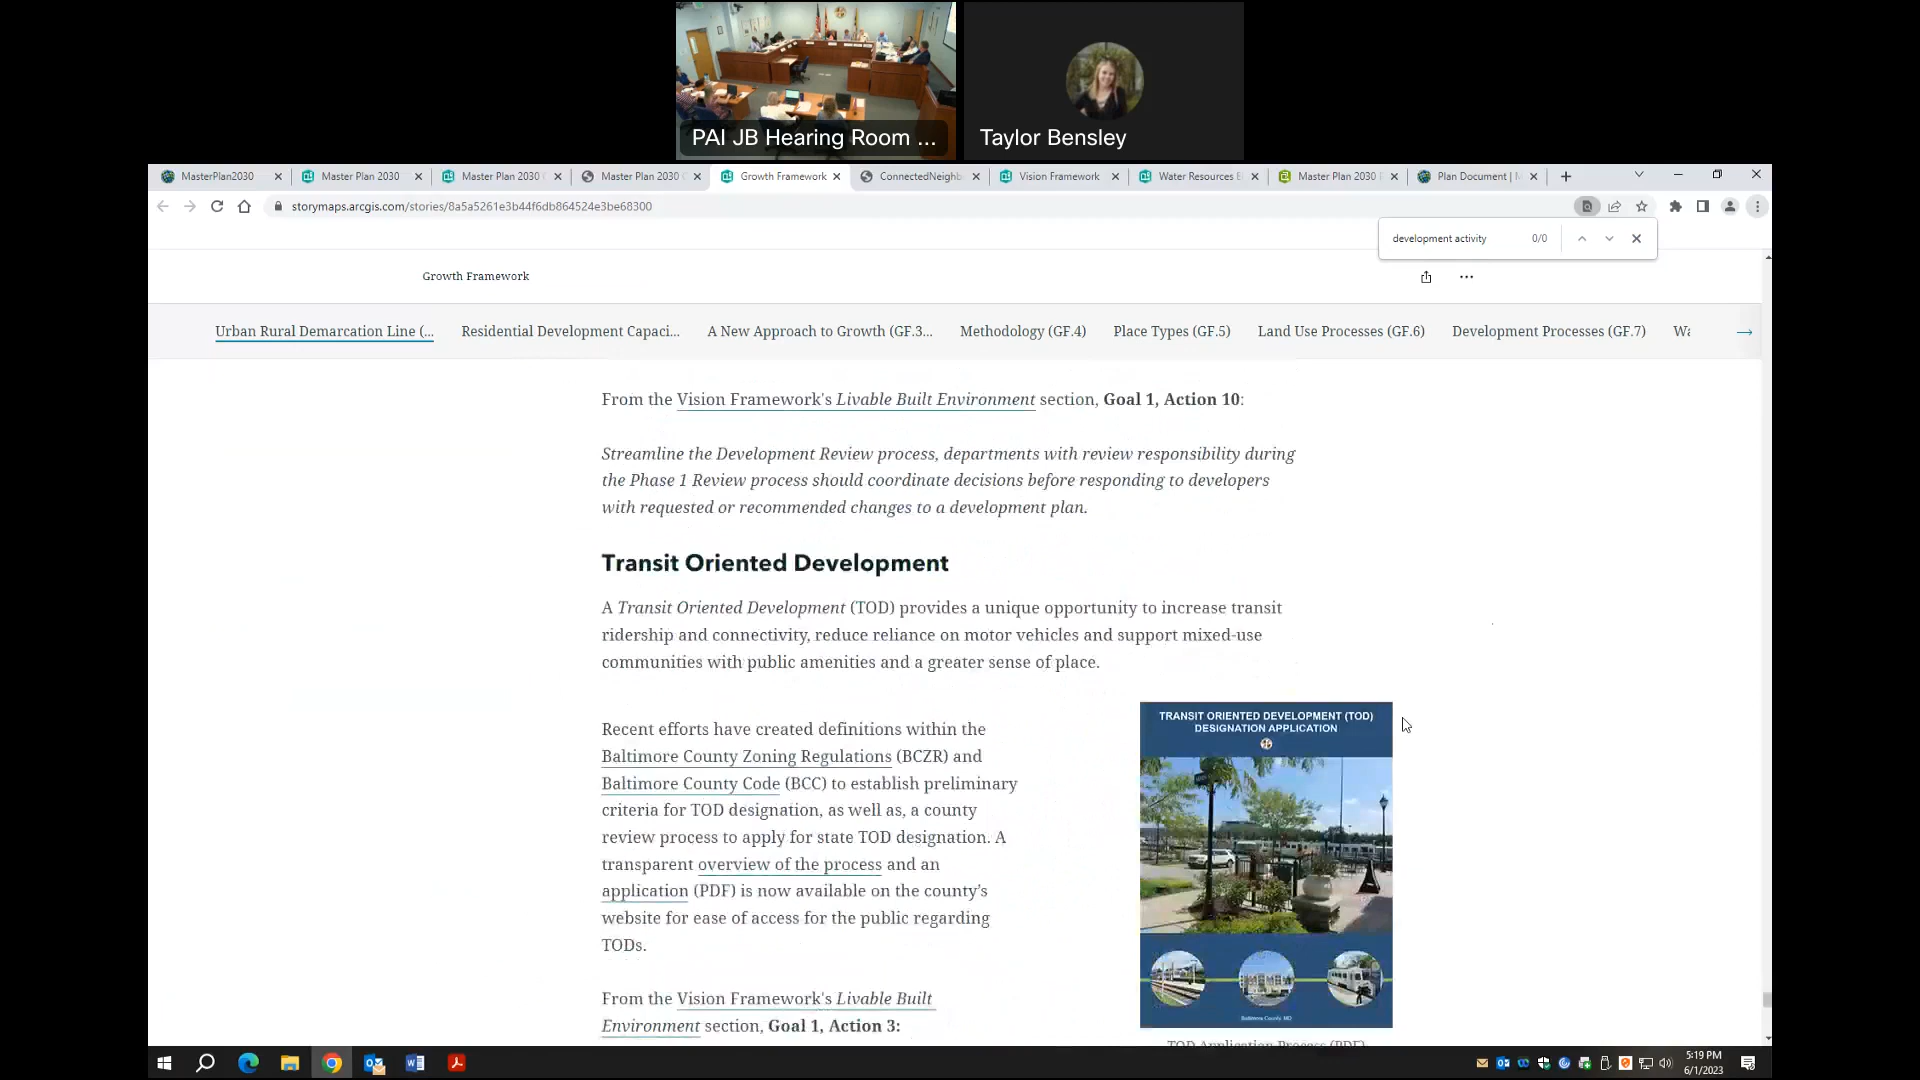 PAI JB Hearing Room ...
Taylor Bensley
MasterPlan2030
Master Plan 2030
Master Plan 2030
Master Plan 2030
Growth Framework
ConnectedNeighb
Vision Framework
Water Resources
Master Plan 2030
Plan Document |
storymaps.arcgis.com/stories/8a5a5261e3b44f6db864524e3be68300
development activity 0/0
Growth Framework
Urban Rural Demarcation Line (...
Residential Development Capaci...
A New Approach to Growth (GF.3...
Methodology (GF.4)
Place Types (GF.5)
Land Use Processes (GF.6)
Development Processes (GF.7)
Wa
From the Vision Framework's Livable Built Environment section, Goal 1, Action 10:
Streamline the Development Review process, departments with review responsibility during
the Phase 1 Review process should coordinate decisions before responding to developers
with requested or recommended changes to a development plan.
Transit Oriented Development
A Transit Oriented Development (TOD) provides a unique opportunity to increase transit
ridership and connectivity, reduce reliance on motor vehicles and support mixed-use
communities with public amenities and a greater sense of place.
Recent efforts have created definitions within the
Baltimore County Zoning Regulations (BCZR) and
Baltimore County Code (BCC) to establish preliminary
criteria for TOD designation, as well as, a county
review process to apply for state TOD designation. A
transparent overview of the process and an
application (PDF) is now available on the county's
website for ease of access for the public regarding
TODs.
From the Vision Framework's Livable Built
Environment section, Goal 1, Action 3:
TRANSIT ORIENTED DEVELOPMENT (TOD)
DESIGNATION APPLICATION
Baltimore County, MD
TOD Application Process (PDF)
5:19 PM
6/1/2023